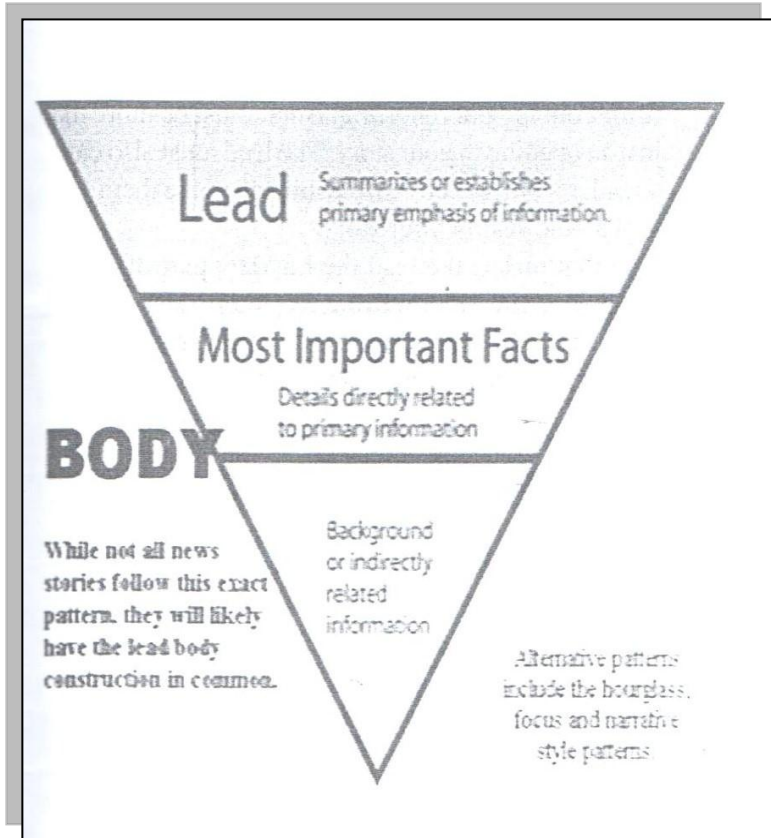 Lead
Summarizes or establishes
primary emphasis of information.
Most Important Facts
Details directly related
to primary information
BODY
While not all news
stories follow this exact
pattern, they will likely
have the lead body
construction in common.
Background
or indirectly
related
information
Alternative patterns
include the hourglass,
focus and narrative
style patterns.